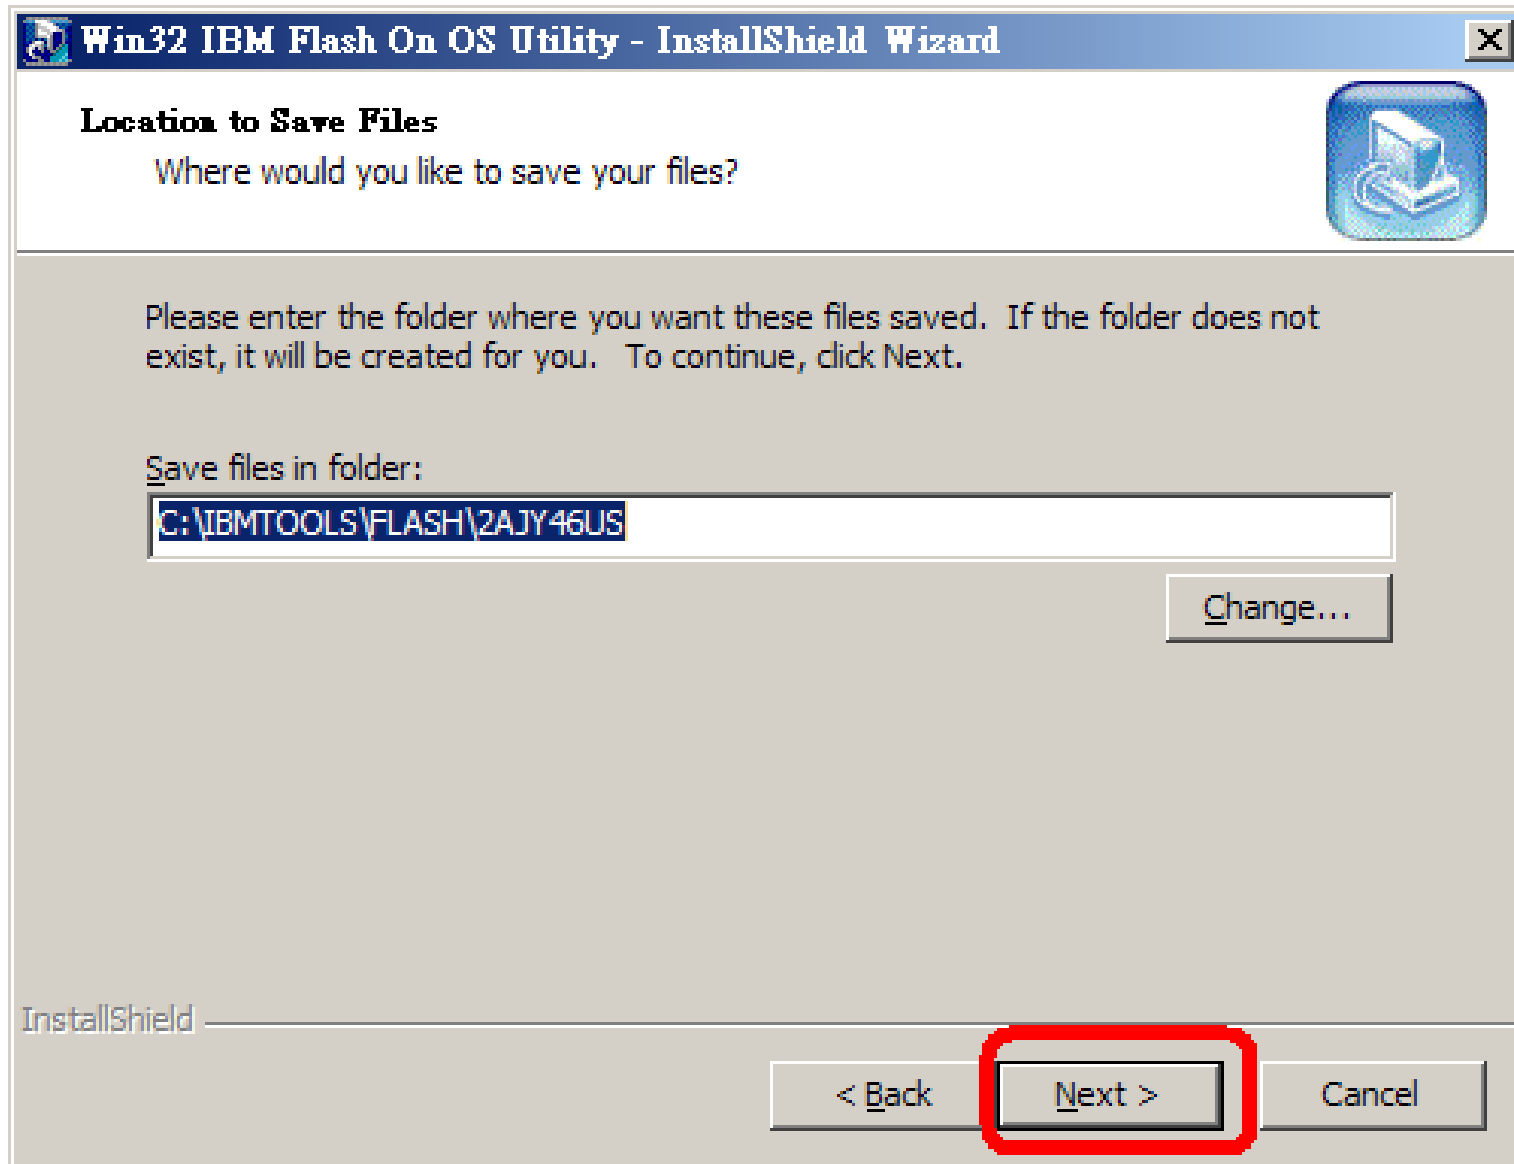 Win32 IBM Flash On OS Utility - InstallShield Wizard
Location to Save Files
Where would you like to save your files?
Please enter the folder where you want these files saved.  If the folder does not
exist, it will be created for you.   To continue, click Next.
Save files in folder:
C:\IBMTOOLS\FLASH\2AJY46US
Change...
InstallShield
< Back
Next >
Cancel